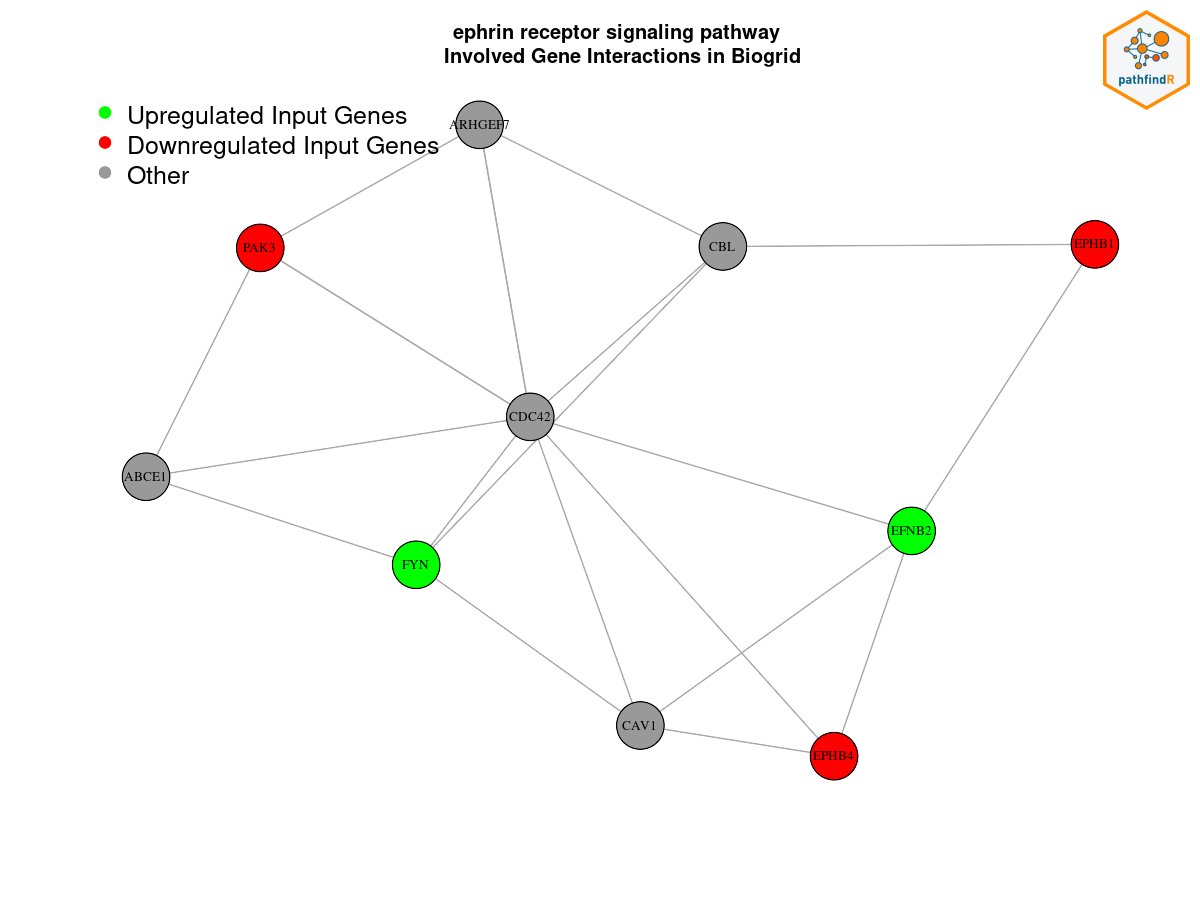 ephrin receptor signaling pathway
Involved Gene Interactions in Biogrid
pathfindR
Upregulated Input Genes
Downregulated Input Genes
Other
ARHGEF7
PAK3
CBL
EPHB1
CDC42
ABCE1
EFNB2
FYN
CAV1
EPHB4